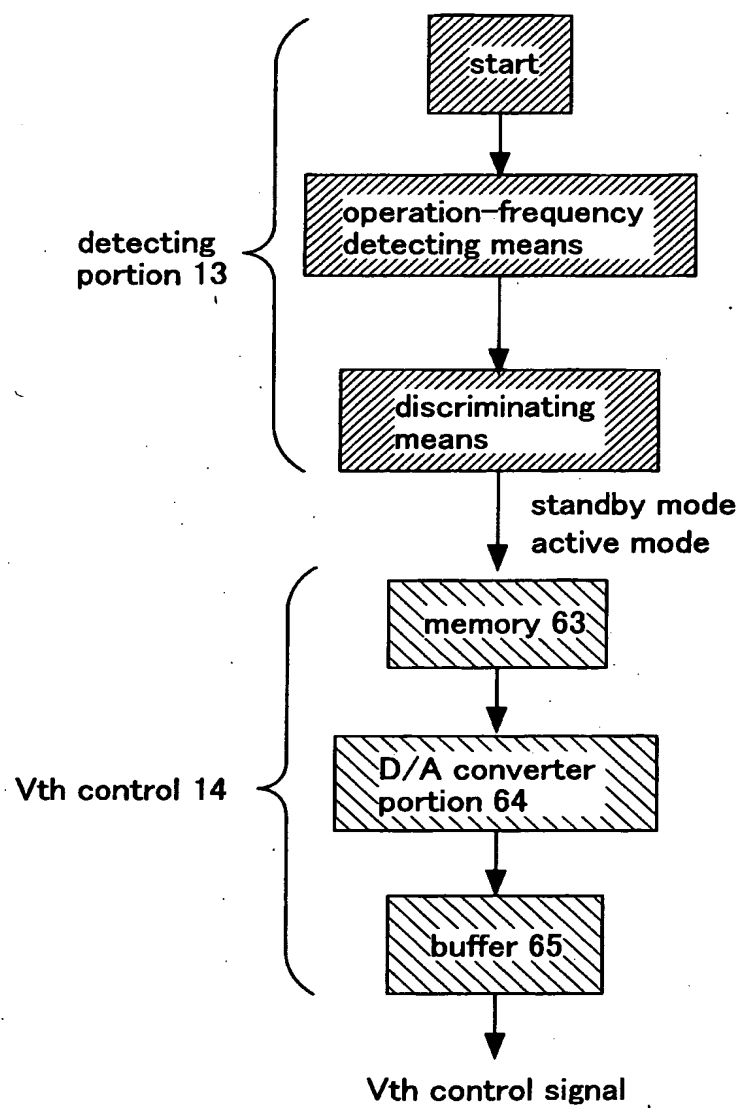 start
operation-frequency
detecting means
detecting
portion 13
discriminating
means
standby mode
active mode
memory 63
D/A converter
portion 64
Vth control 14
buffer 65
Vth control signal